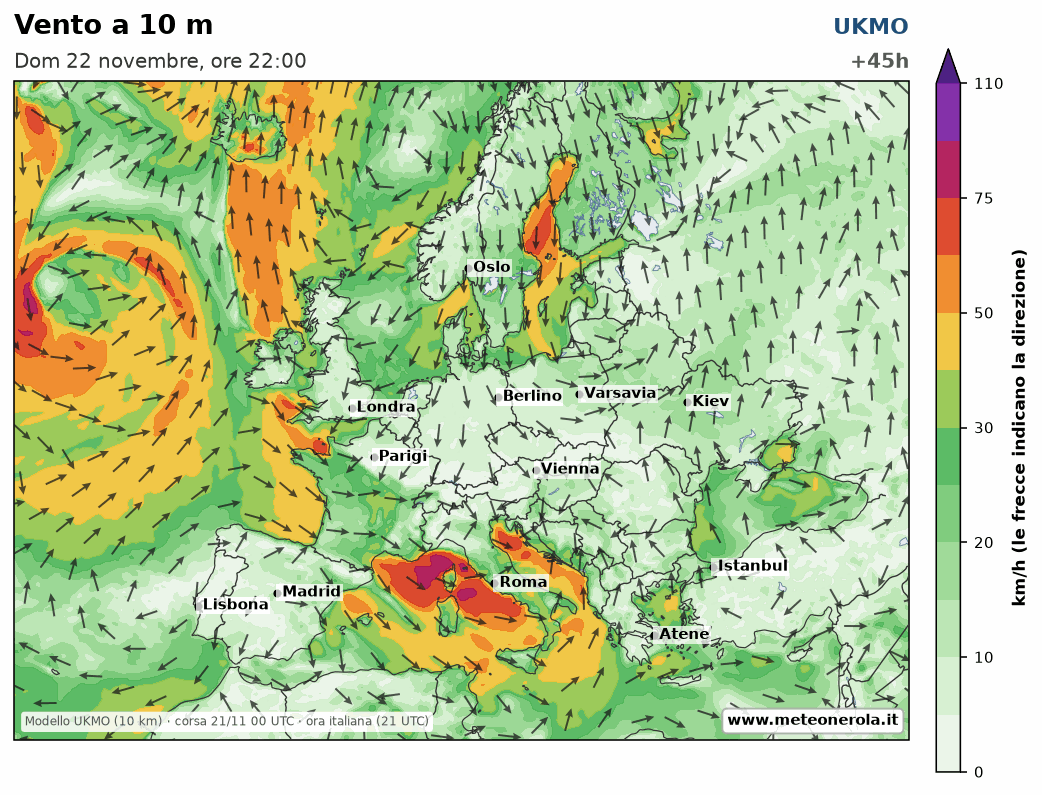 Vento a 10 m
UKMO
Dom 22 novembre, ore 22:00
+45h
110
75
50
30
20
10
0
km/h (le frecce indicano la direzione)
Oslo
Londra
Berlino
Varsavia
Kiev
Parigi
Vienna
Istanbul
Madrid
Roma
Lisbona
Atene
Modello UKMO (10 km) · corsa 21/11 00 UTC · ora italiana (21 UTC)
www.meteonerola.it